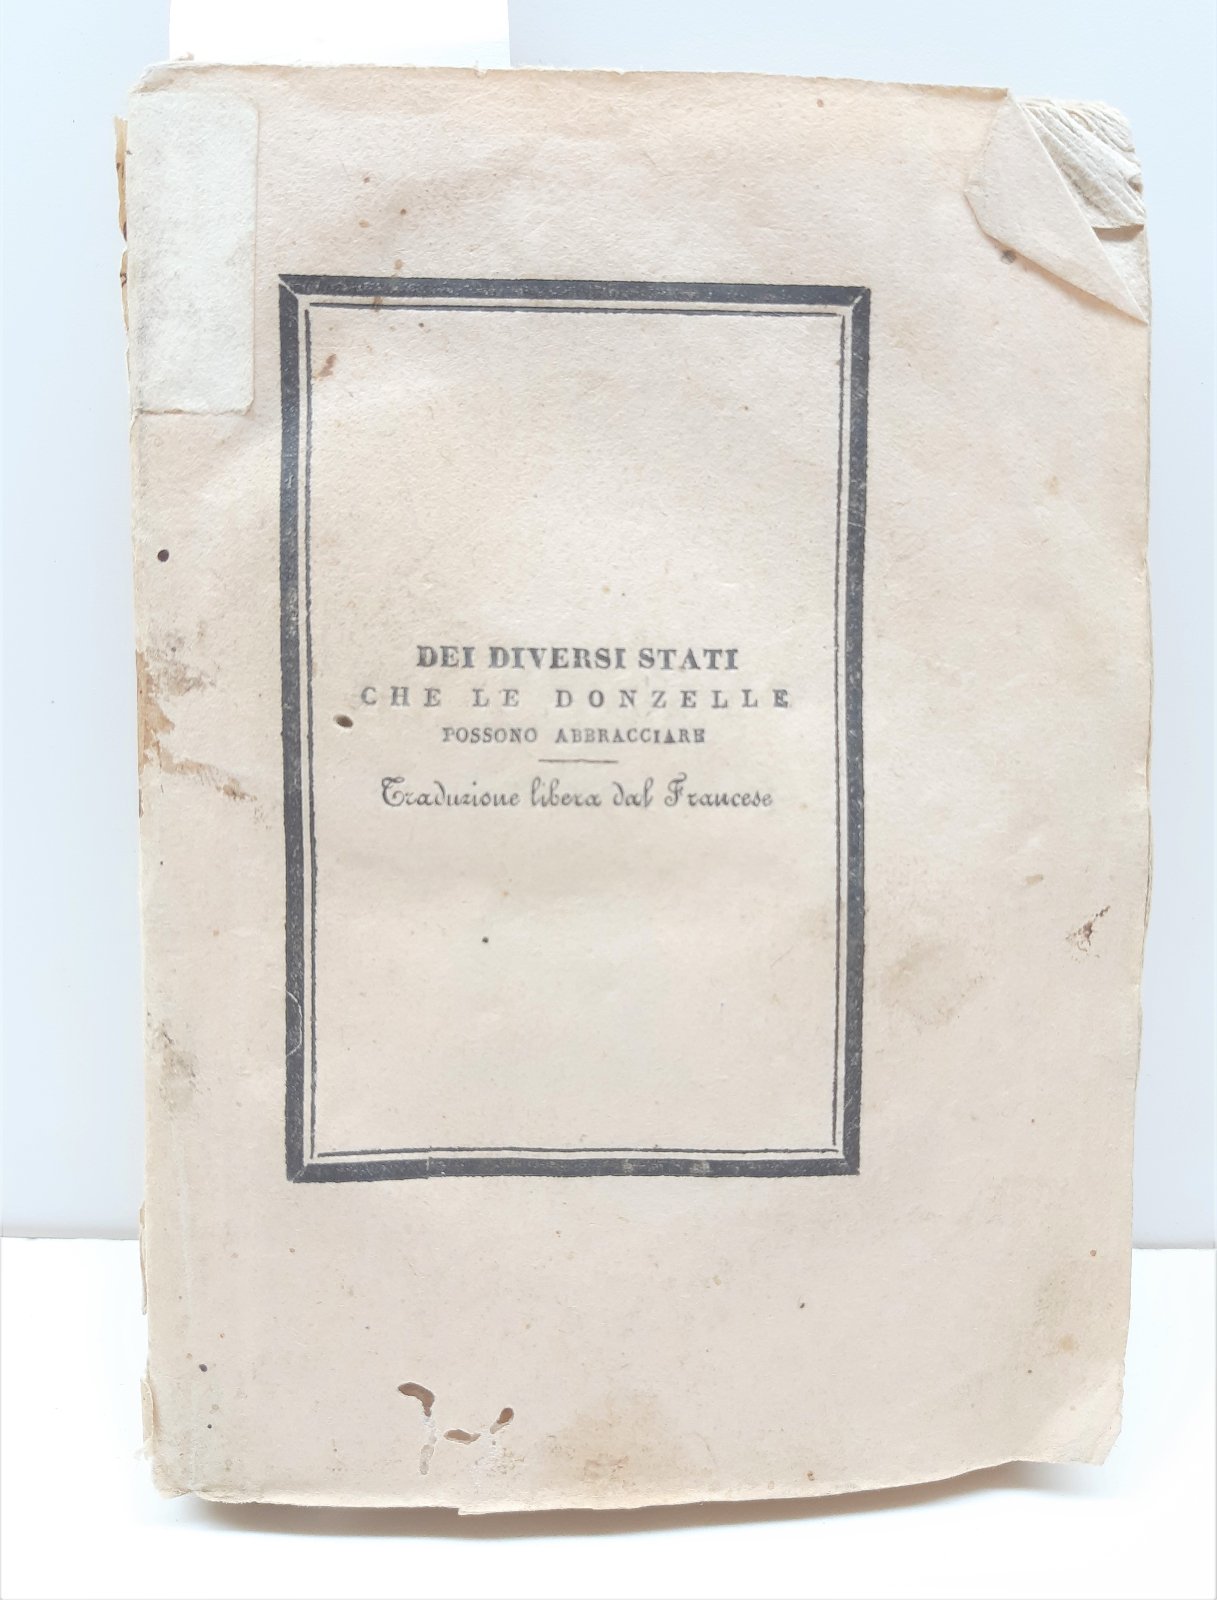 DEI DIVERSI STATI
CHE LE DONZELLE
POSSONO ABBRACCIARE
Traduzione libera dal Francese